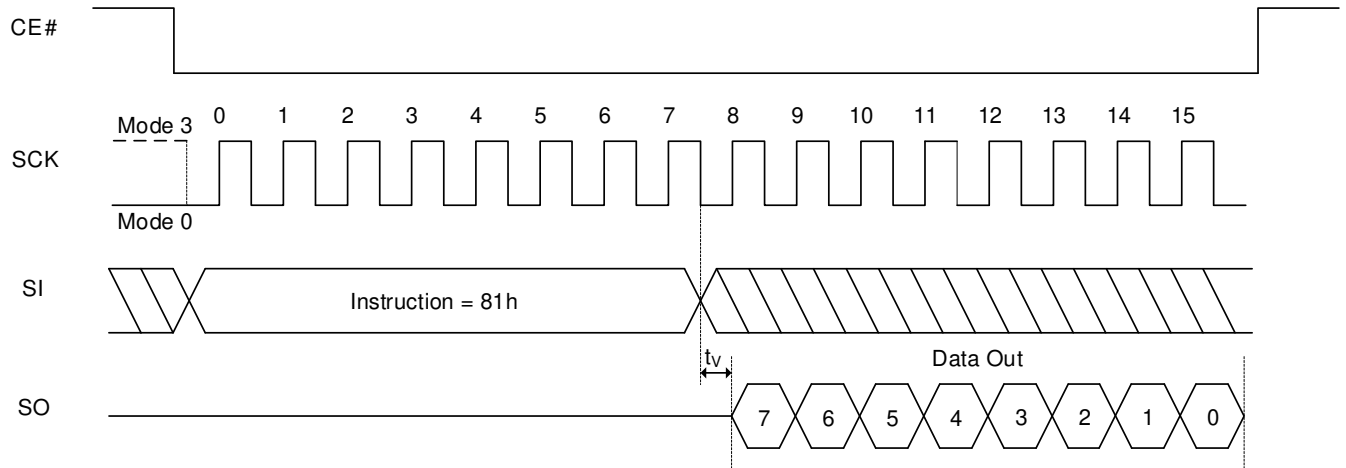 CE#
0 1 2 3 4 5 6 7 8 9 10 11 12 13 14 15
Mode 3
SCK
Mode 0
SI
Instruction = 81h
tV
Data Out
SO
7 6 5 4 3 2 1 0